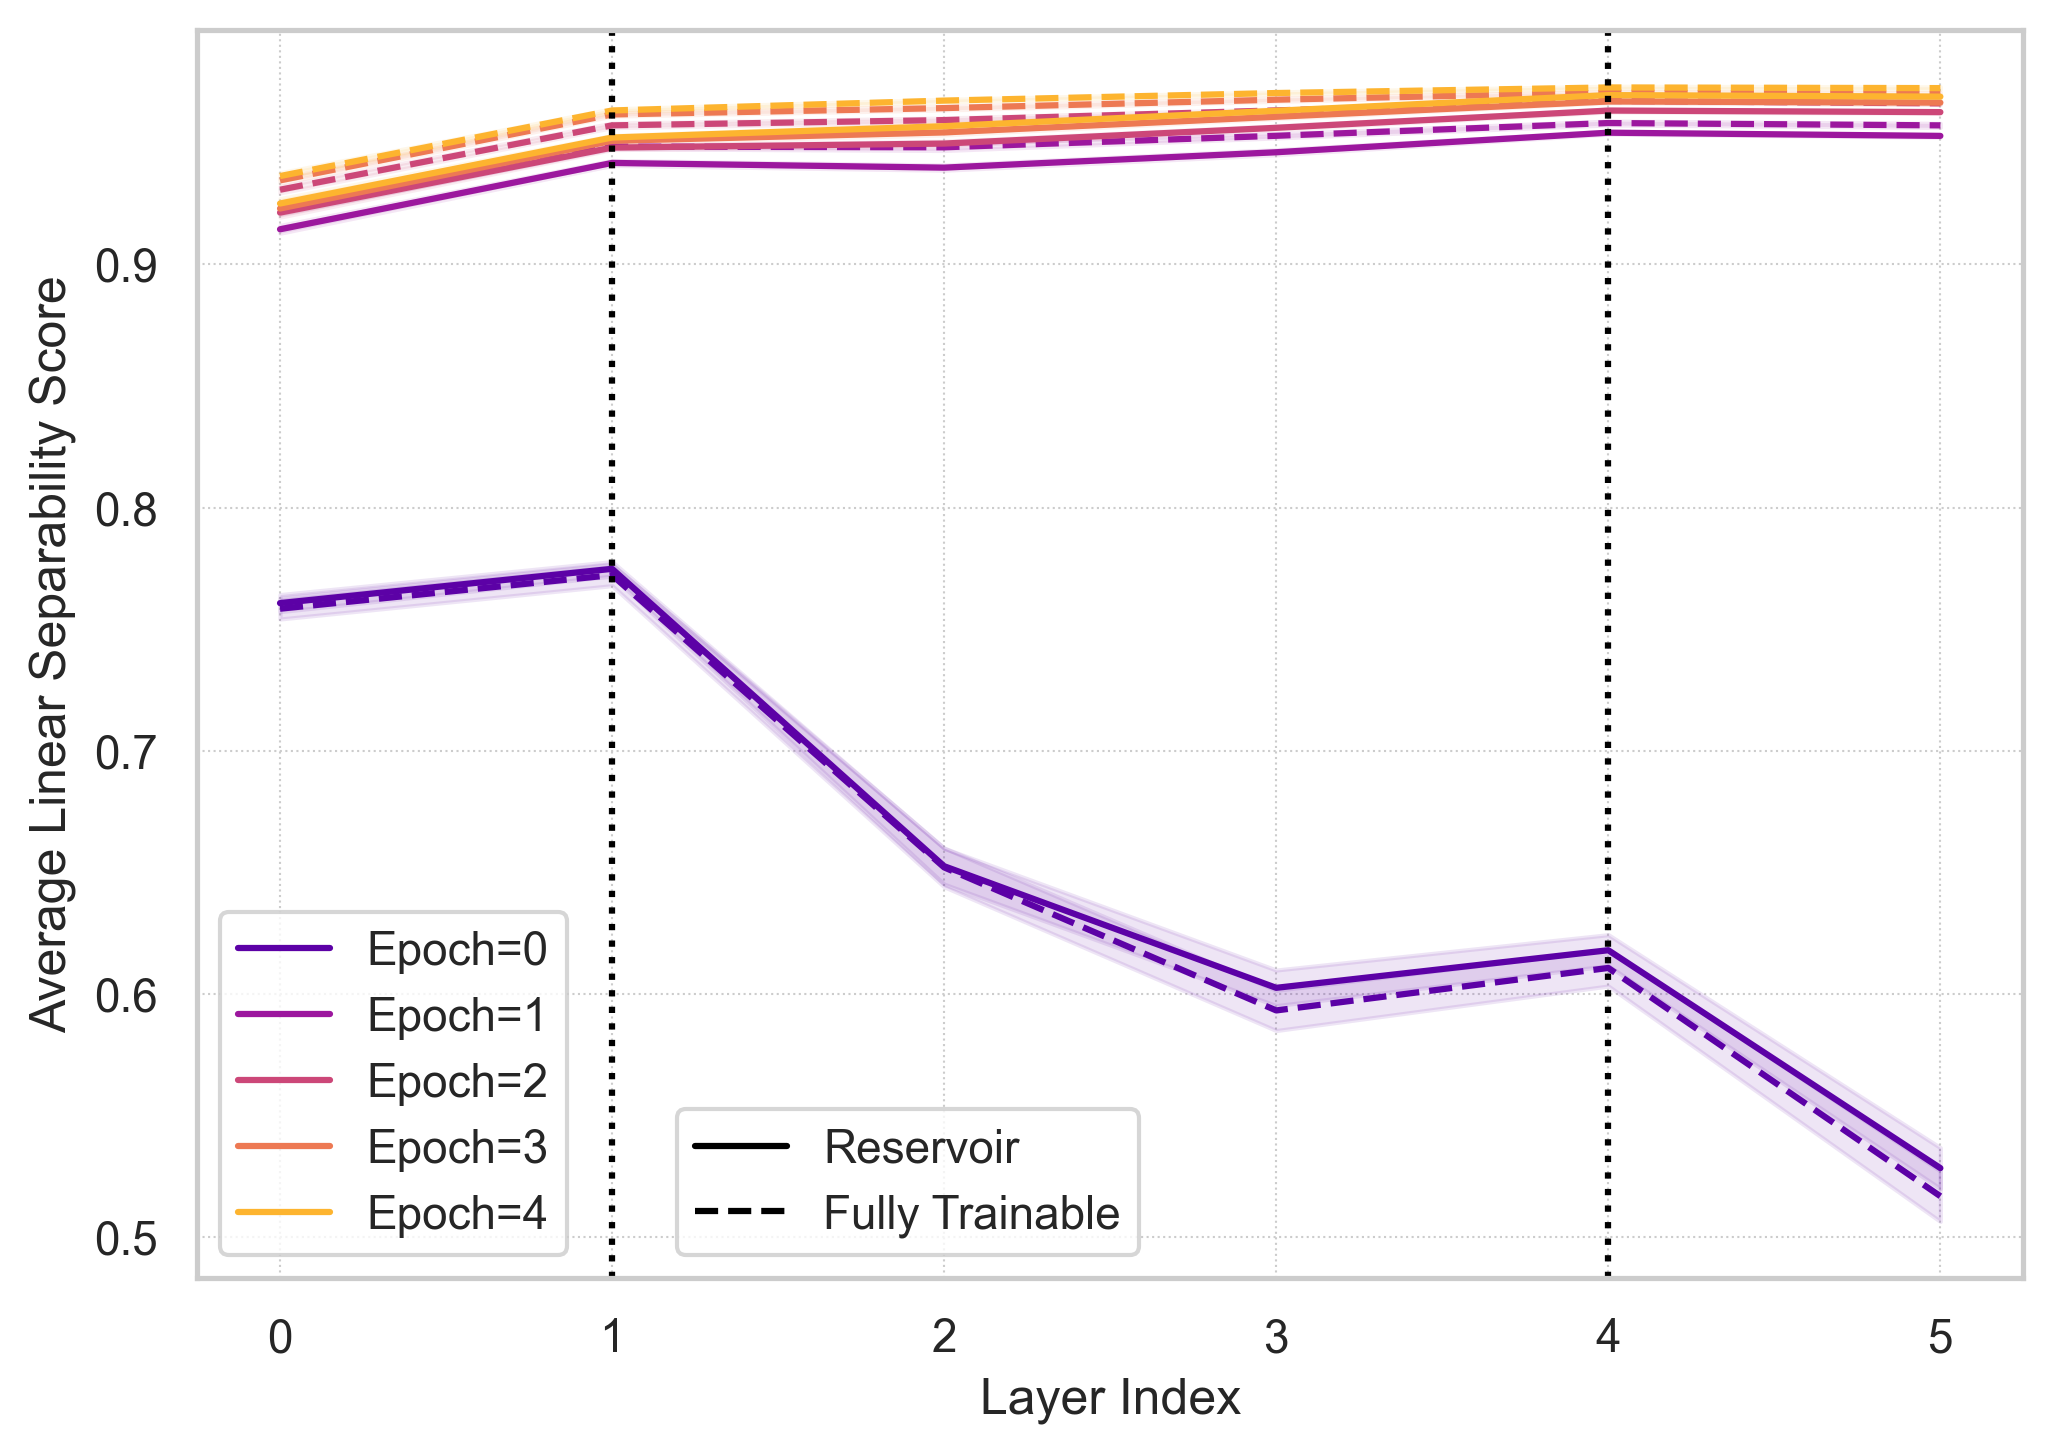 Average Linear Separability Score
0.9
0.8
0.7
0.6
0.5
Epoch=0
Epoch=1
Epoch=2
Epoch=3
Epoch=4
Reservoir
Fully Trainable
0 1 2 3 4 5
Layer Index